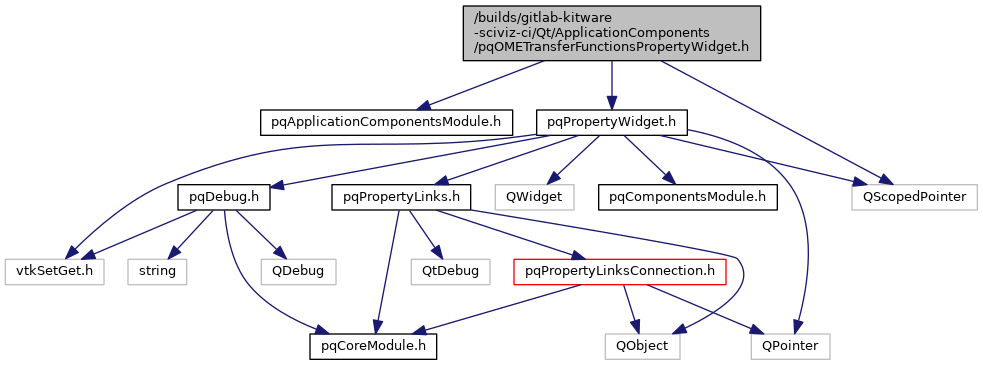 /builds/gitlab-kitware
-sciviz-ci/Qt/ApplicationComponents
/pqOMETransferFunctionsPropertyWidget.h
pqApplicationComponentsModule.h
pqPropertyWidget.h
pqDebug.h
pqPropertyLinks.h
QWidget
pqComponentsModule.h
QScopedPointer
vtkSetGet.h
string
QDebug
QtDebug
pqPropertyLinksConnection.h
pqCoreModule.h
QObject
QPointer